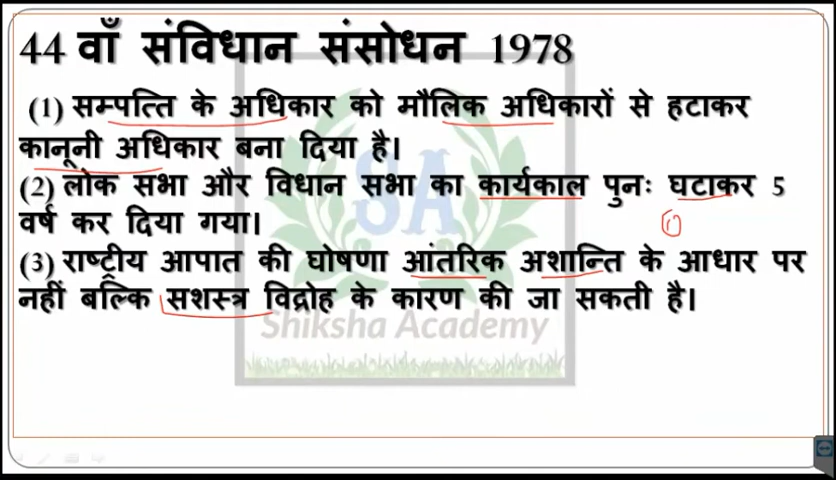 44 वाँ संविधान संसोधन 1978
(1) सम्पत्ति के अधिकार को मौलिक अधिकारों से हटाकर
कानूनी अधिकार बना दिया है।
(2) लोक सभा और विधान सभा का कार्यकाल पुनः घटाकर 5
वर्ष कर दिया गया।
(3) राष्ट्रीय आपात की घोषणा आंतरिक अशान्ति के आधार पर
नहीं बल्कि सशस्त्र विद्रोह के कारण की जा सकती है।
SA
Shiksha Academy